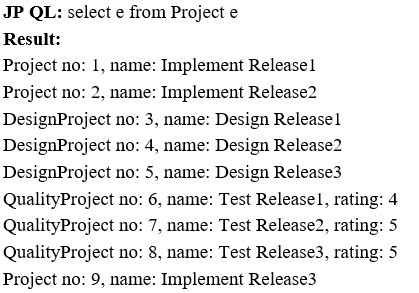 JP QL: select e from Project e
Result:
Project no: 1, name: Implement Release1
Project no: 2, name: Implement Release2
DesignProject no: 3, name: Design Release1
DesignProject no: 4, name: Design Release2
DesignProject no: 5, name: Design Release3
QualityProject no: 6, name: Test Release1, rating: 4
QualityProject no: 7, name: Test Release2, rating: 5
QualityProject no: 8, name: Test Release3, rating: 5
Project no: 9, name: Implement Release3